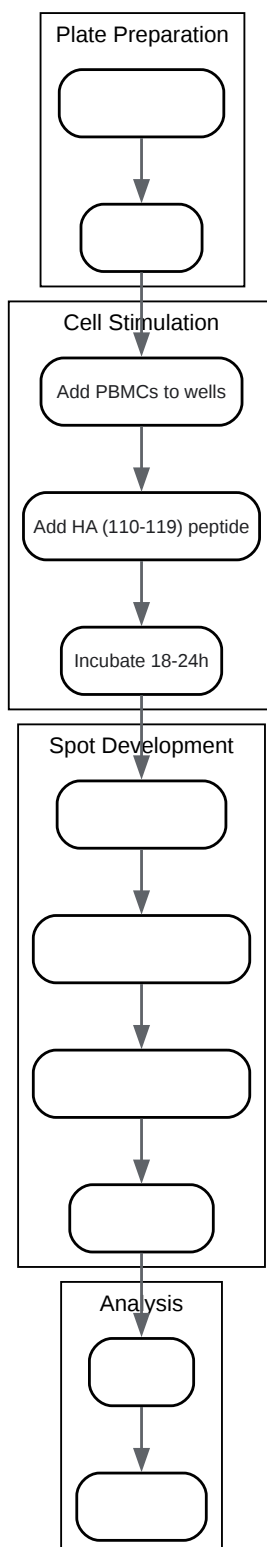 Plate Preparation
Cell Stimulation
Add PBMCs to wells
Add HA (110-119) peptide
Incubate 18-24h
Spot Development
Analysis